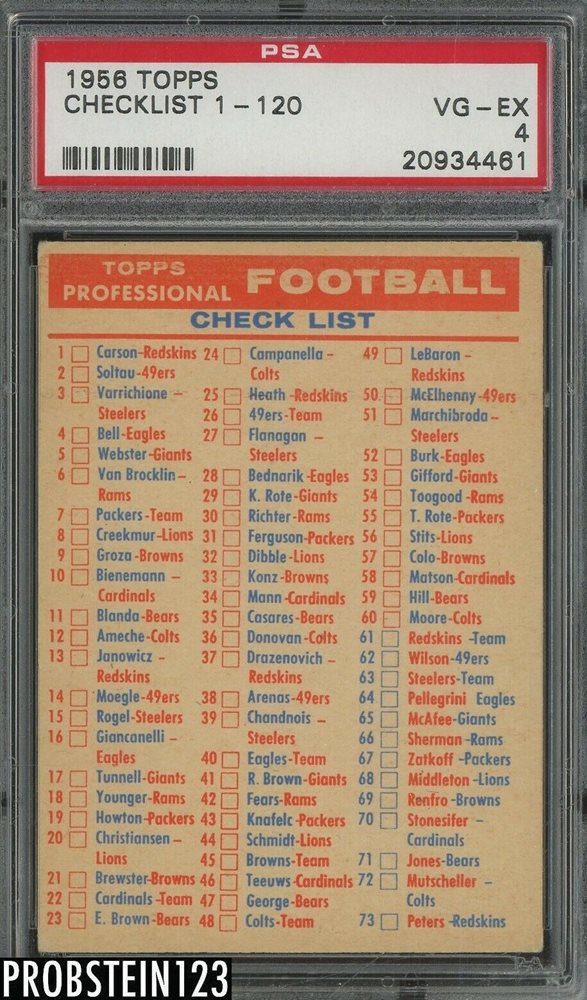 PSA
1956 TOPPS
CHECKLIST 1 - 120
VG - EX
4
20934461
TOPPS
PROFESSIONAL
FOOTBALL
CHECK LIST
1 Carson-Redskins
2 Soltau-49ers
3 Varrichione -
Steelers
4 Bell-Eagles
5 Webster-Giants
6 Van Brocklin -
Rams
7 Packers-Team
8 Creekmur-Lions
9 Groza-Browns
10 Bienemann -
Cardinals
11 Blanda-Bears
12 Ameche-Colts
13 Janowicz -
Redskins
14 Moegle-49ers
15 Rogel-Steelers
16 Giancanelli -
Eagles
17 Tunnell-Giants
18 Younger-Rams
19 Howton-Packers
20 Christiansen -
Lions
21 Brewster-Browns
22 Cardinals-Team
23 E. Brown-Bears
24 Campanella -
Colts
25 Heath -Redskins
26 49ers-Team
27 Flanagan -
Steelers
28 Bednarik -Eagles
29 K. Rote-Giants
30 Richter-Rams
31 Ferguson-Packers
32 Dibble-Lions
33 Konz-Browns
34 Mann-Cardinals
35 Casares-Bears
36 Donovan-Colts
37 Drazenovich -
Redskins
38 Arenas-49ers
39 Chandnois -
Steelers
40 Eagles-Team
41 R. Brown-Giants
42 Fears-Rams
43 Knafelc-Packers
44 Schmidt-Lions
45 Browns-Team
46 Teeuws-Cardinals
47 George-Bears
48 Colts-Team
49 LeBaron -
Redskins
50 McElhenny-49ers
51 Marchibroda -
Steelers
52 Burk-Eagles
53 Gifford-Giants
54 Toogood -Rams
55 T. Rote-Packers
56 Stits-Lions
57 Colo-Browns
58 Matson-Cardinals
59 Hill-Bears
60 Moore-Colts
61 Redskins -Team
62 Wilson-49ers
63 Steelers-Team
64 Pellegrini Eagles
65 McAfee-Giants
66 Sherman -Rams
67 Zatkoff -Packers
68 Middleton -Lions
69 Renfro-Browns
70 Stonesifer -
Cardinals
71 Jones-Bears
72 Mutscheller -
Colts
73 Peters -Redskins
PROBSTEIN123